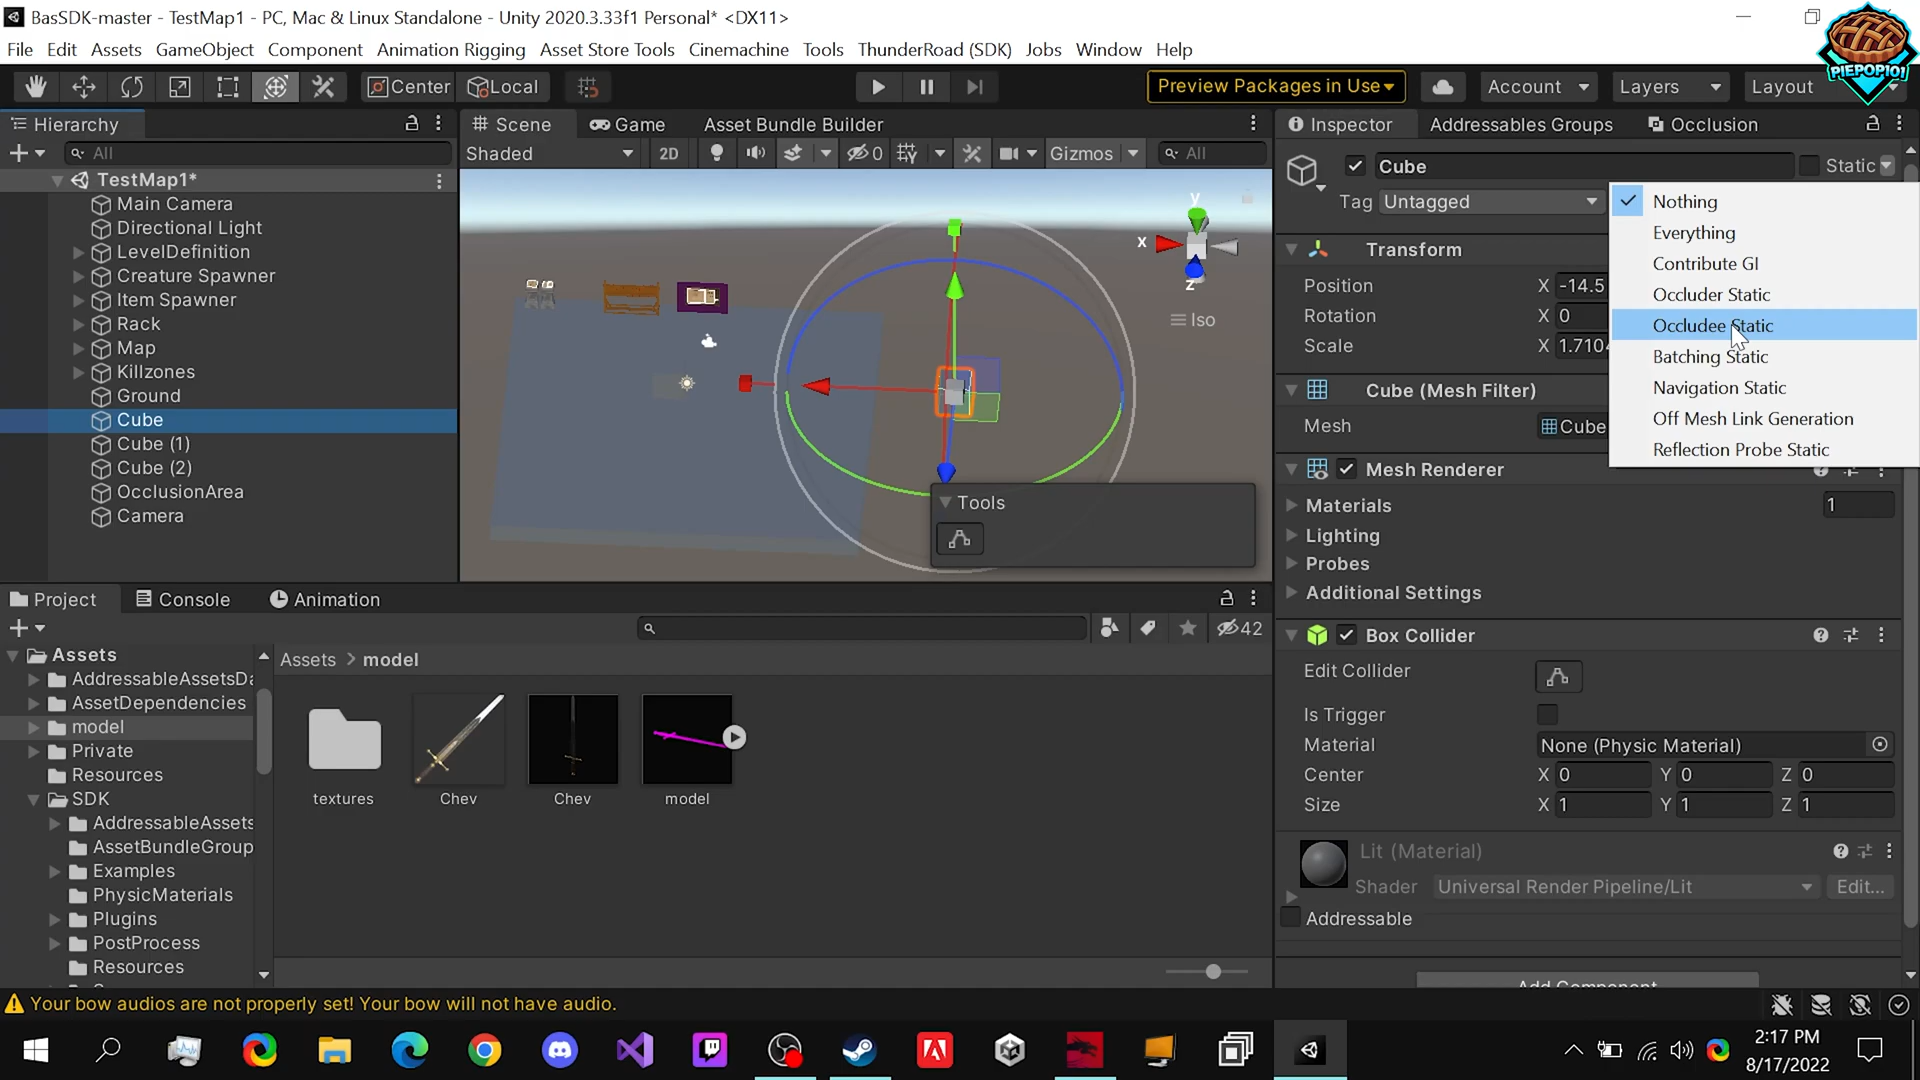 BasSDK-master - TestMap1 - PC, Mac & Linux Standalone - Unity 2020.3.33f1 Personal* <DX11>
PIEPOP101
File Edit Assets GameObject Component Animation Rigging Asset Store Tools Cinemachine Tools ThunderRoad (SDK) Jobs Window Help
Center Local Preview Packages in Use Account Layers Layout
Hierarchy
All
TestMap1*
Main Camera
Directional Light
LevelDefinition
Creature Spawner
Item Spawner
Rack
Map
Killzones
Ground
Cube
Cube (1)
Cube (2)
OcclusionArea
Camera
Scene Game Asset Bundle Builder
Shaded 2D 0 Gizmos All
y
x
z
Iso
Tools
Inspector Addressables Groups Occlusion
Cube Static
Tag Untagged
Nothing
Everything
Contribute GI
Occluder Static
Occludee Static
Batching Static
Navigation Static
Off Mesh Link Generation
Reflection Probe Static
Transform
Position X -14.5
Rotation X 0
Scale X 1.7104
Cube (Mesh Filter)
Mesh Cube
Mesh Renderer
Materials 1
Lighting
Probes
Additional Settings
Box Collider
Edit Collider
Is Trigger
Material None (Physic Material)
Center X 0 Y 0 Z 0
Size X 1 Y 1 Z 1
Lit (Material)
Shader Universal Render Pipeline/Lit Edit...
Addressable
Add Component
Project Console Animation
42
Assets
AddressableAssetsDa
AssetDependencies
model
Private
Resources
SDK
AddressableAssets
AssetBundleGroup
Examples
PhysicMaterials
Plugins
PostProcess
Resources
Assets > model
textures Chev Chev model
Your bow audios are not properly set! Your bow will not have audio.
2:17 PM
8/17/2022